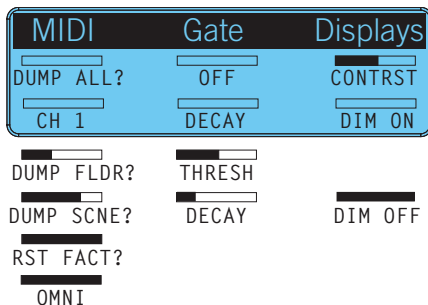 MIDI Gate Displays
DUMP ALL? OFF CONTRST
CH 1 DECAY DIM ON
DUMP FLDR? THRESH
DUMP SCNE? DECAY DIM OFF
RST FACT?
OMNI